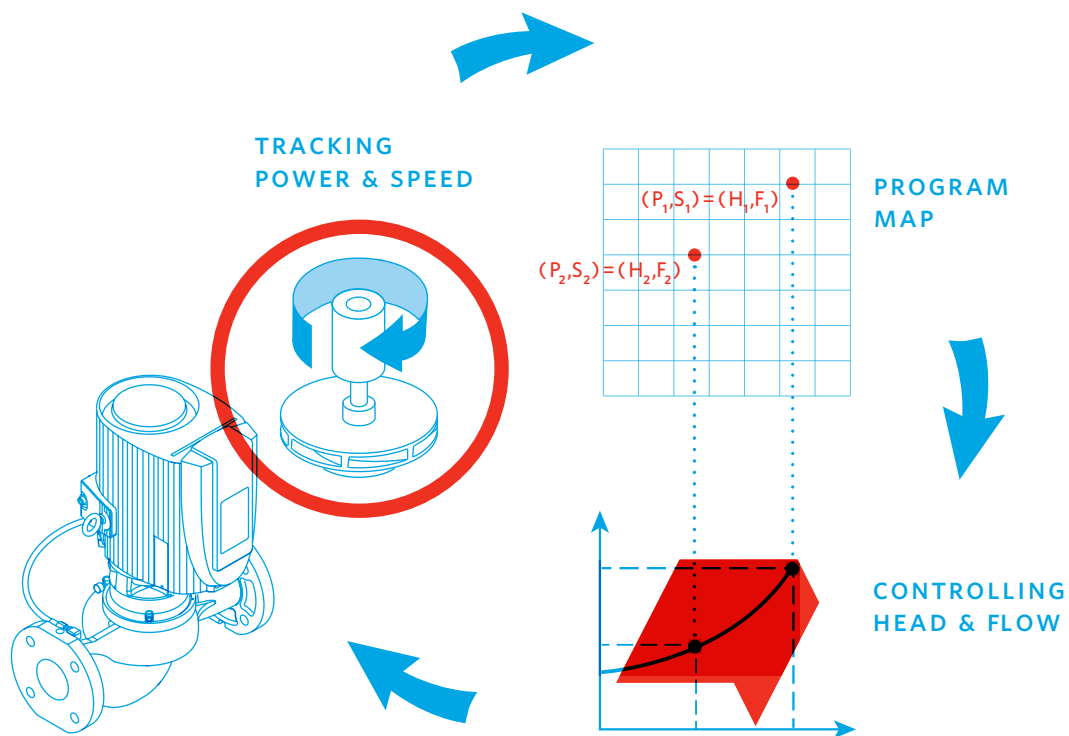 TRACKING
POWER & SPEED
(P₁,S₁)=(H₁,F₁)
(P₂,S₂)=(H₂,F₂)
PROGRAM
MAP
CONTROLLING
HEAD & FLOW